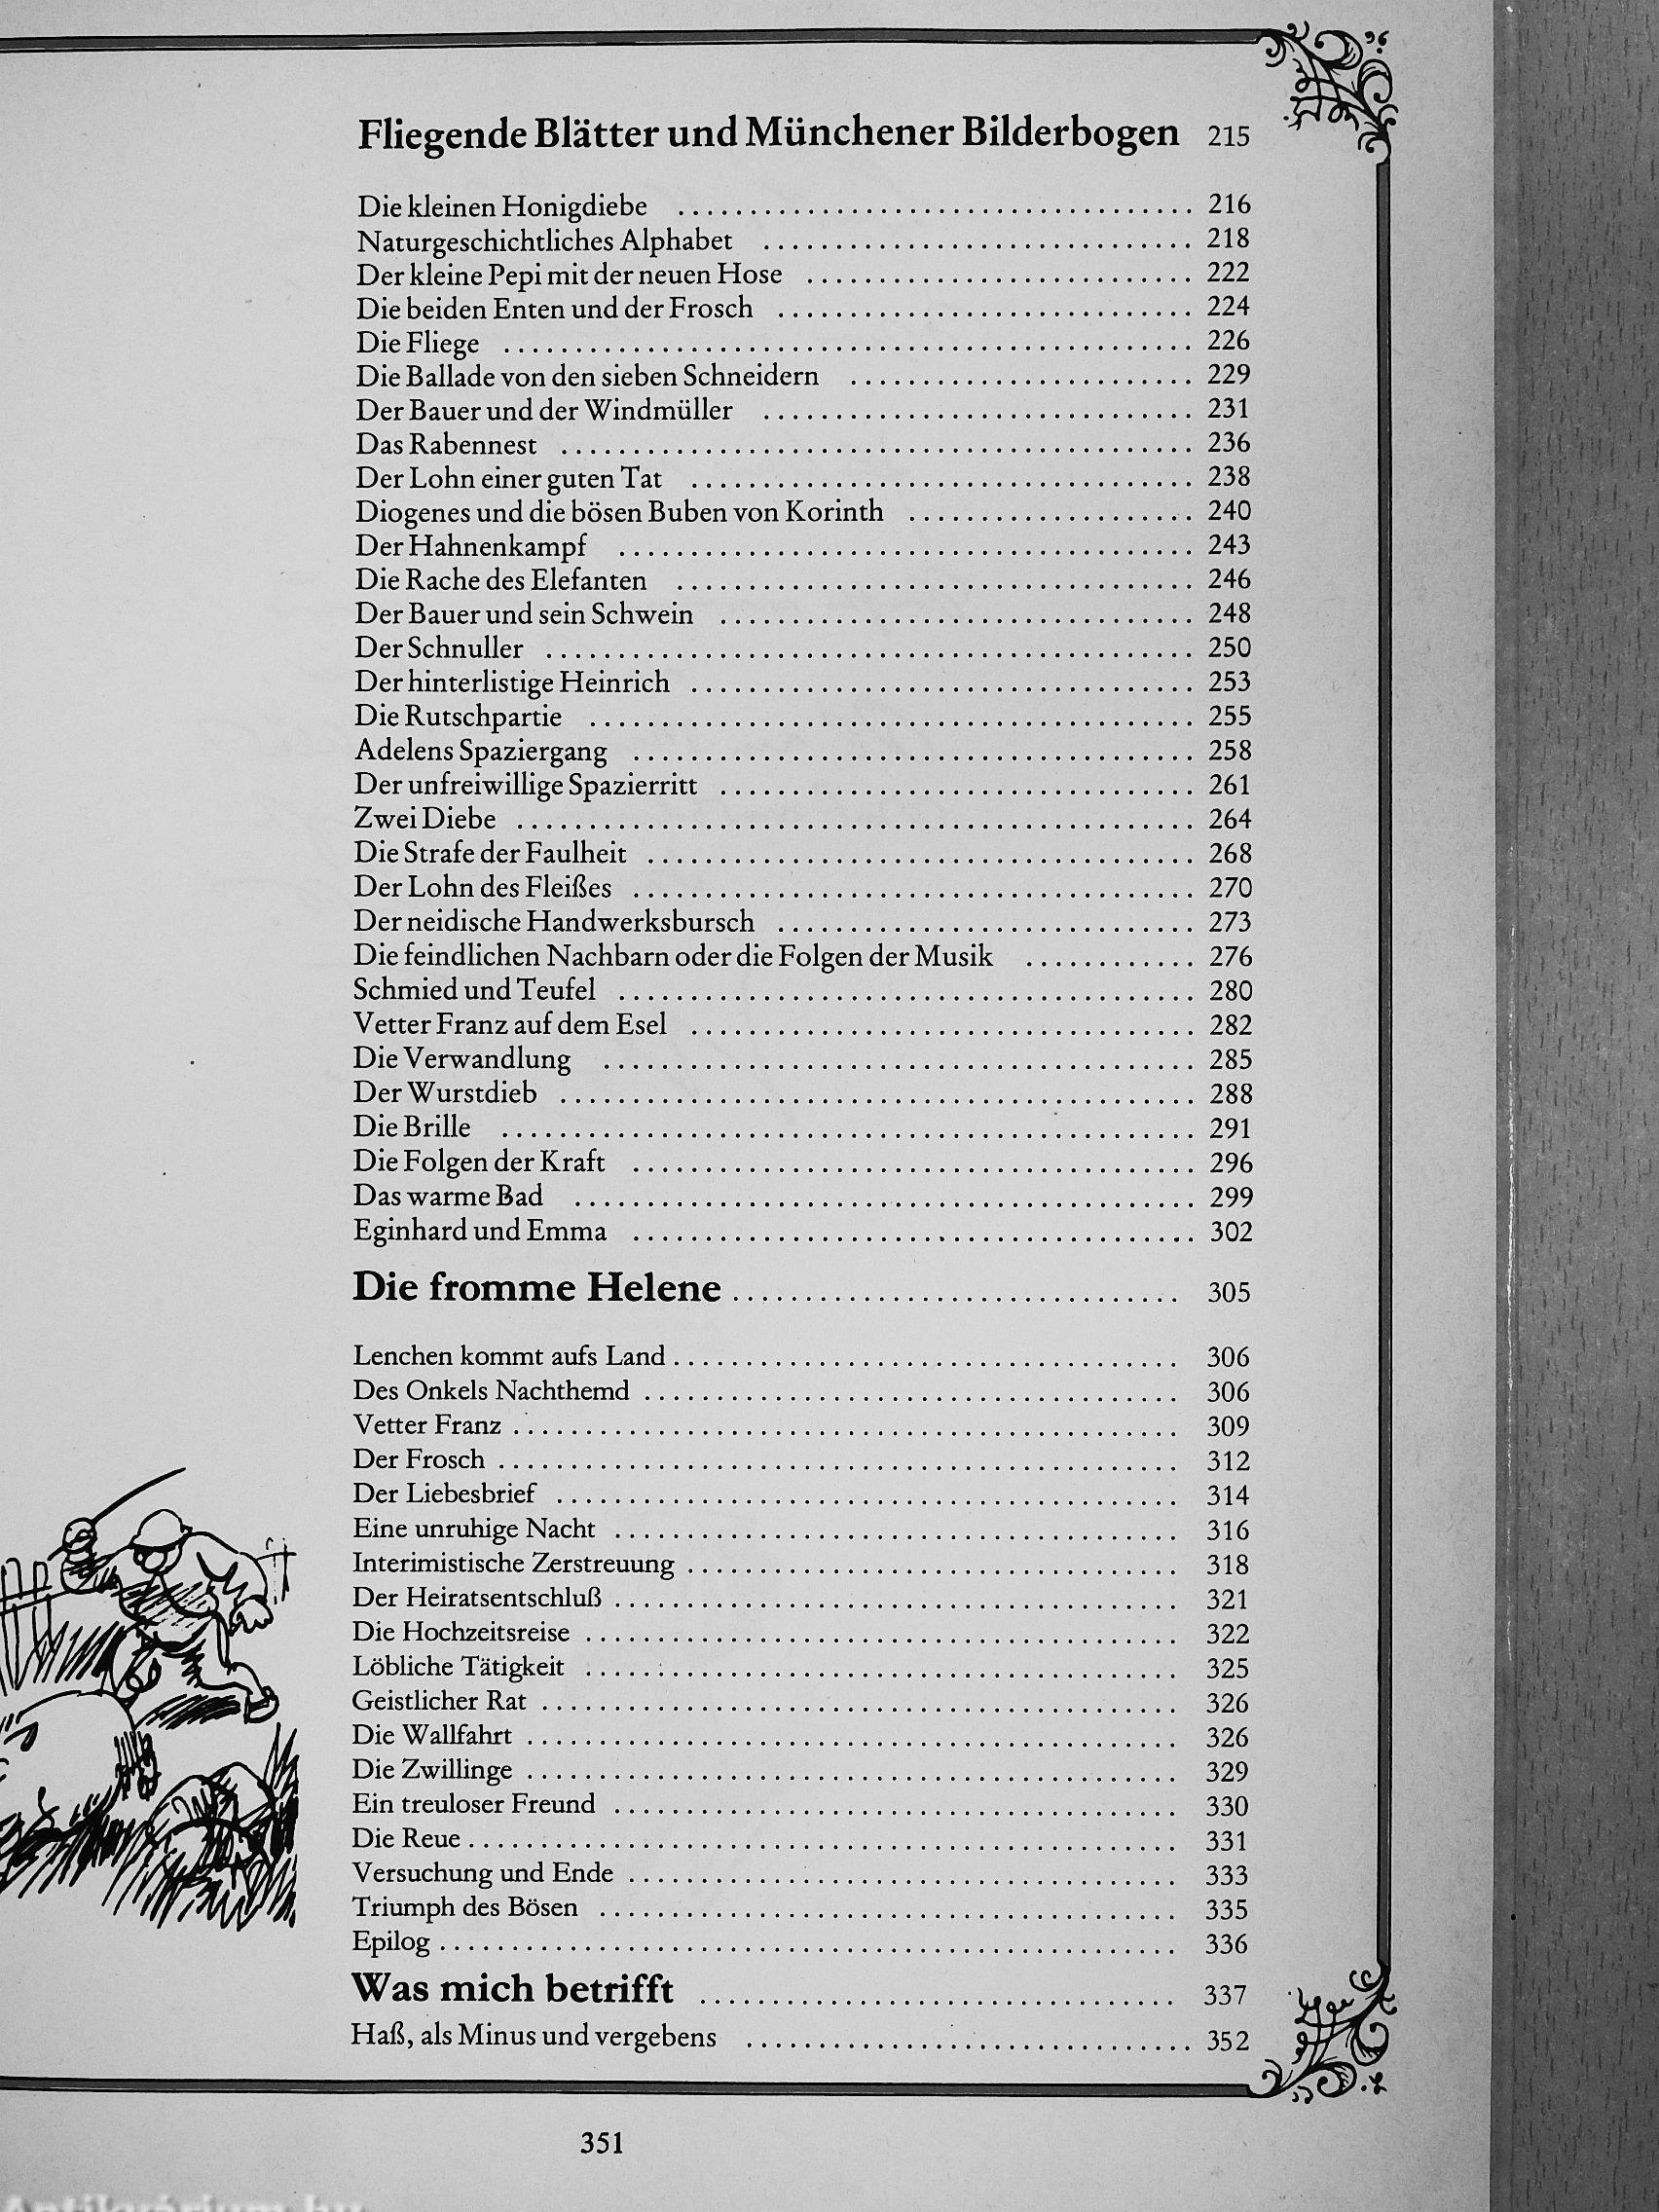 Fliegende Blätter und Münchener Bilderbogen 215
Die kleinen Honigdiebe .................................... 216
Naturgeschichtliches Alphabet .............................. 218
Der kleine Pepi mit der neuen Hose ........................... 222
Die beiden Enten und der Frosch ............................. 224
Die Fliege ................................................ 226
Die Ballade von den sieben Schneidern ........................ 229
Der Bauer und der Windmüller .............................. 231
Das Rabennest ............................................ 236
Der Lohn einer guten Tat ................................... 238
Diogenes und die bösen Buben von Korinth .................... 240
Der Hahnenkampf ........................................ 243
Die Rache des Elefanten .................................... 246
Der Bauer und sein Schwein ................................. 248
Der Schnuller ............................................. 250
Der hinterlistige Heinrich ................................... 253
Die Rutschpartie .......................................... 255
Adelens Spaziergang ....................................... 258
Der unfreiwillige Spazierritt ................................. 261
Zwei Diebe ............................................... 264
Die Strafe der Faulheit ...................................... 268
Der Lohn des Fleißes ....................................... 270
Der neidische Handwerksbursch ............................. 273
Die feindlichen Nachbarn oder die Folgen der Musik ............ 276
Schmied und Teufel ........................................ 280
Vetter Franz auf dem Esel ................................... 282
Die Verwandlung ......................................... 285
Der Wurstdieb ............................................ 288
Die Brille ................................................ 291
Die Folgen der Kraft ....................................... 296
Das warme Bad ........................................... 299
Eginhard und Emma ....................................... 302
Die fromme Helene ............................... 305
Lenchen kommt aufs Land ................................... 306
Des Onkels Nachthemd ..................................... 306
Vetter Franz .............................................. 309
Der Frosch ............................................... 312
Der Liebesbrief ........................................... 314
Eine unruhige Nacht ....................................... 316
Interimistische Zerstreuung .................................. 318
Der Heiratsentschluß ....................................... 321
Die Hochzeitsreise ......................................... 322
Löbliche Tätigkeit ......................................... 325
Geistlicher Rat ............................................ 326
Die Wallfahrt ............................................. 326
Die Zwillinge ............................................. 329
Ein treuloser Freund ....................................... 330
Die Reue ................................................. 331
Versuchung und Ende ...................................... 333
Triumph des Bösen ........................................ 335
Epilog ................................................... 336
Was mich betrifft ................................. 337
Haß, als Minus und vergebens ............................... 352
351
Antikvárium.hu